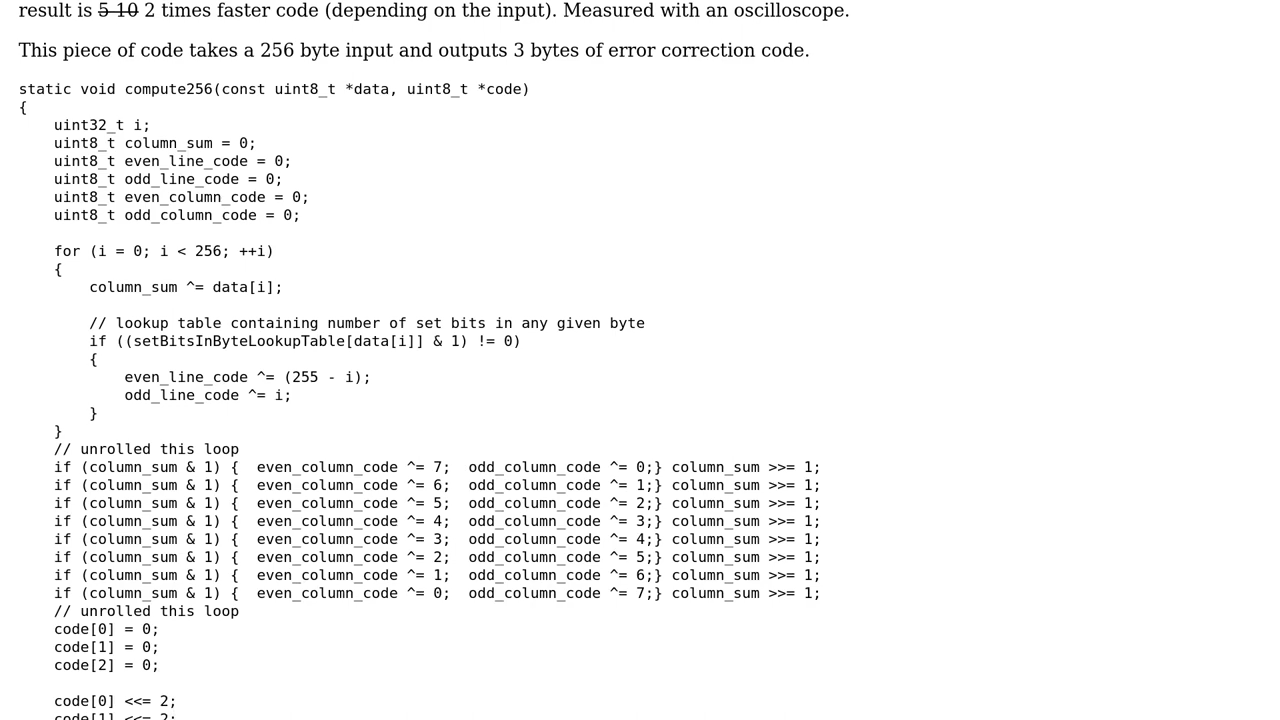 result is 5-10 2 times faster code (depending on the input). Measured with an oscilloscope.
This piece of code takes a 256 byte input and outputs 3 bytes of error correction code.
static void compute256(const uint8_t *data, uint8_t *code)
{
    uint32_t i;
    uint8_t column_sum = 0;
    uint8_t even_line_code = 0;
    uint8_t odd_line_code = 0;
    uint8_t even_column_code = 0;
    uint8_t odd_column_code = 0;

    for (i = 0; i < 256; ++i)
    {
        column_sum ^= data[i];

        // lookup table containing number of set bits in any given byte
        if ((setBitsInByteLookupTable[data[i]] & 1) != 0)
        {
            even_line_code ^= (255 - i);
            odd_line_code ^= i;
        }
    }
    // unrolled this loop
    if (column_sum & 1) {  even_column_code ^= 7;  odd_column_code ^= 0;} column_sum >>= 1;
    if (column_sum & 1) {  even_column_code ^= 6;  odd_column_code ^= 1;} column_sum >>= 1;
    if (column_sum & 1) {  even_column_code ^= 5;  odd_column_code ^= 2;} column_sum >>= 1;
    if (column_sum & 1) {  even_column_code ^= 4;  odd_column_code ^= 3;} column_sum >>= 1;
    if (column_sum & 1) {  even_column_code ^= 3;  odd_column_code ^= 4;} column_sum >>= 1;
    if (column_sum & 1) {  even_column_code ^= 2;  odd_column_code ^= 5;} column_sum >>= 1;
    if (column_sum & 1) {  even_column_code ^= 1;  odd_column_code ^= 6;} column_sum >>= 1;
    if (column_sum & 1) {  even_column_code ^= 0;  odd_column_code ^= 7;} column_sum >>= 1;
    // unrolled this loop
    code[0] = 0;
    code[1] = 0;
    code[2] = 0;

    code[0] <<= 2;
    code[1] <<= 2;